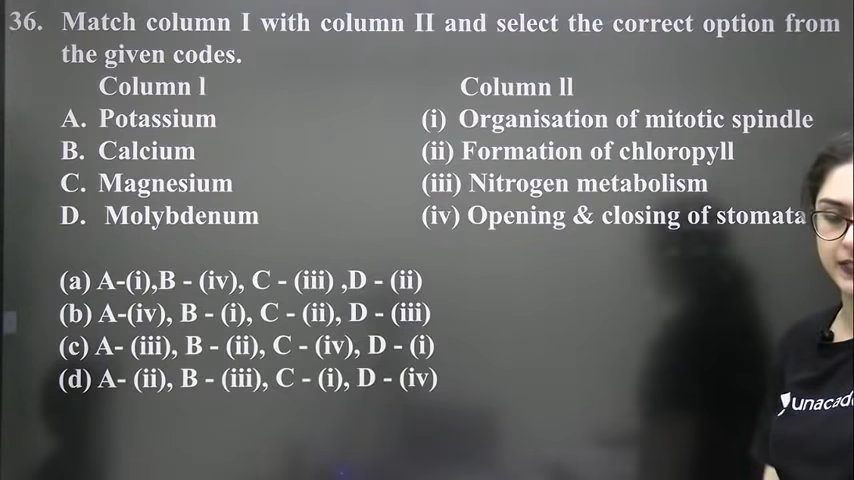 36. Match column I with column II and select the correct option from
the given codes.
Column l Column ll
A. Potassium (i) Organisation of mitotic spindle
B. Calcium (ii) Formation of chloropyll
C. Magnesium (iii) Nitrogen metabolism
D. Molybdenum (iv) Opening & closing of stomata
(a) A-(i),B - (iv), C - (iii) ,D - (ii)
(b) A-(iv), B - (i), C - (ii), D - (iii)
(c) A- (iii), B - (ii), C - (iv), D - (i)
(d) A- (ii), B - (iii), C - (i), D - (iv)